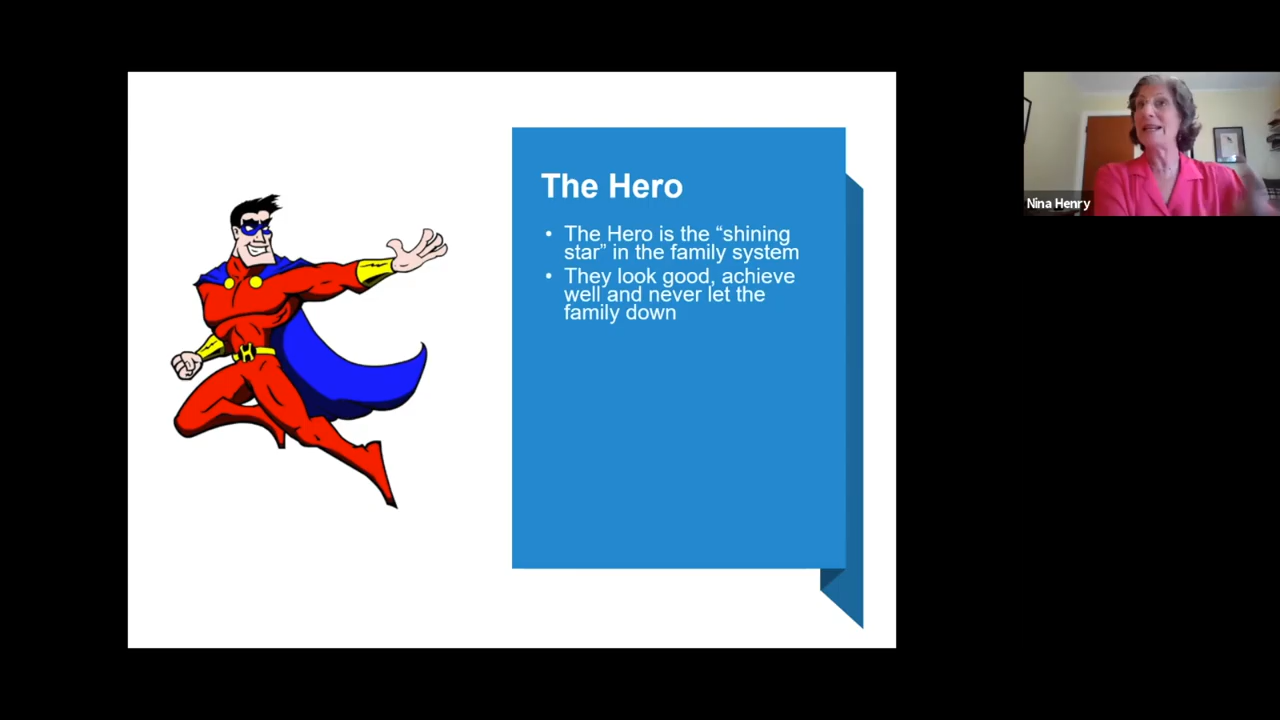 The Hero
• The Hero is the “shining
star” in the family system
• They look good, achieve
well and never let the
family down
Nina Henry